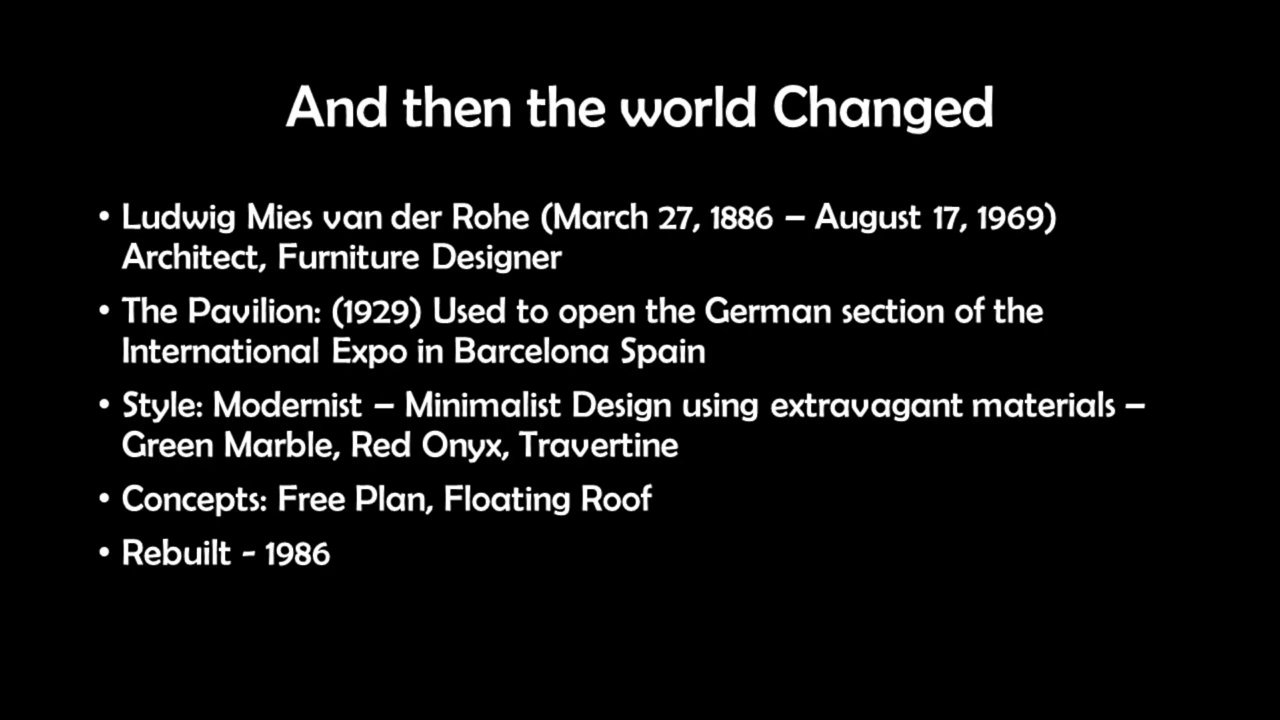 And then the world Changed
• Ludwig Mies van der Rohe (March 27, 1886 – August 17, 1969)
Architect, Furniture Designer
• The Pavilion: (1929) Used to open the German section of the
International Expo in Barcelona Spain
• Style: Modernist – Minimalist Design using extravagant materials –
Green Marble, Red Onyx, Travertine
• Concepts: Free Plan, Floating Roof
• Rebuilt - 1986